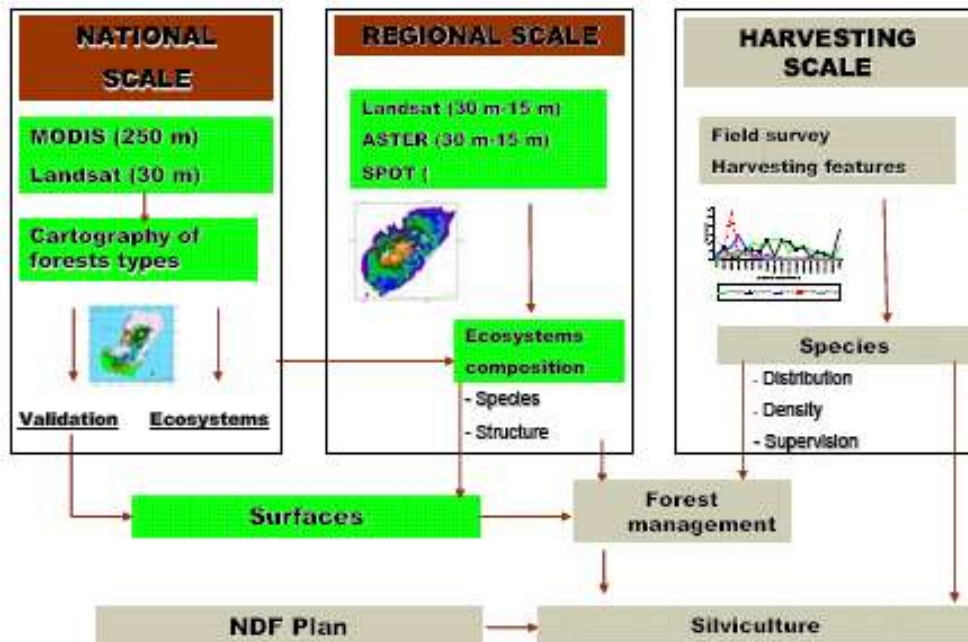 NATIONAL
SCALE
MODIS (250 m)
Landsat (30 m)
Cartography of
forests types
Validation
Ecosystems
REGIONAL SCALE
Landsat (30 m-15 m)
ASTER (30 m-15 m)
SPOT (
Ecosystems
composition
- Species
- Structure
HARVESTING
SCALE
Field survey
Harvesting features
Species
- Distribution
- Density
- Supervision
Surfaces
Forest
management
NDF Plan
Silviculture